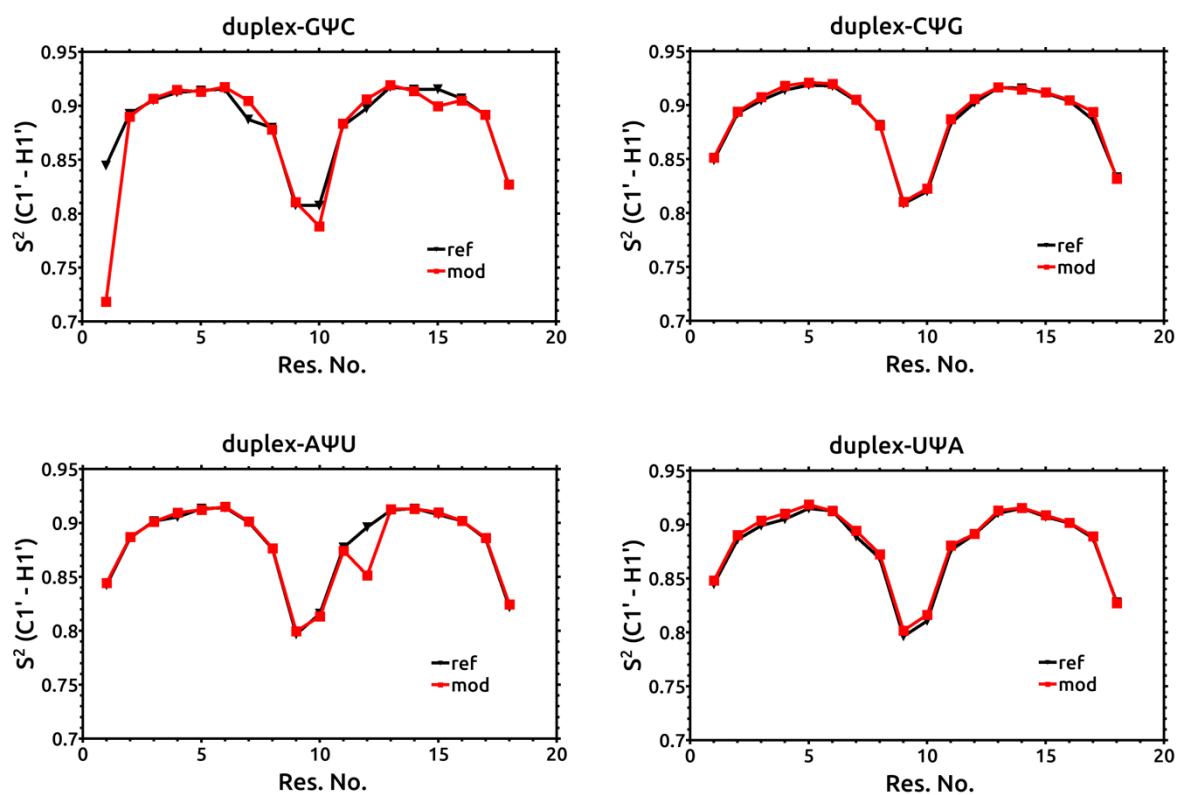 duplex-GΨC
S² (C1' - H1')
0.95
0.9
0.85
0.8
0.75
0.7
ref
mod
0 5 10 15 20
Res. No.
duplex-CΨG
S² (C1' - H1')
0.95
0.9
0.85
0.8
0.75
0.7
ref
mod
0 5 10 15 20
Res. No.
duplex-AΨU
S² (C1' - H1')
0.95
0.9
0.85
0.8
0.75
0.7
ref
mod
0 5 10 15 20
Res. No.
duplex-UΨA
S² (C1' - H1')
0.95
0.9
0.85
0.8
0.75
0.7
ref
mod
0 5 10 15 20
Res. No.